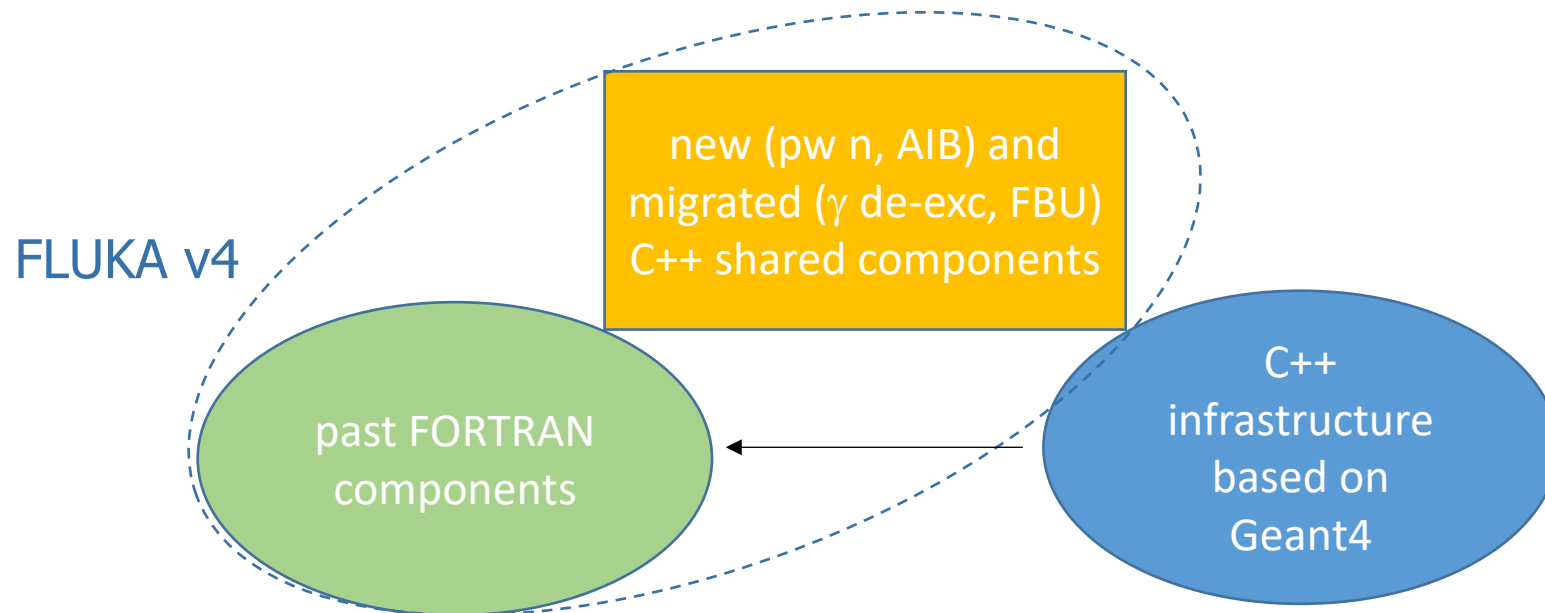 new (pw n, AIB) and
migrated (γ de-exc, FBU)
C++ shared components
FLUKA v4
past FORTRAN
components
C++
infrastructure
based on
Geant4